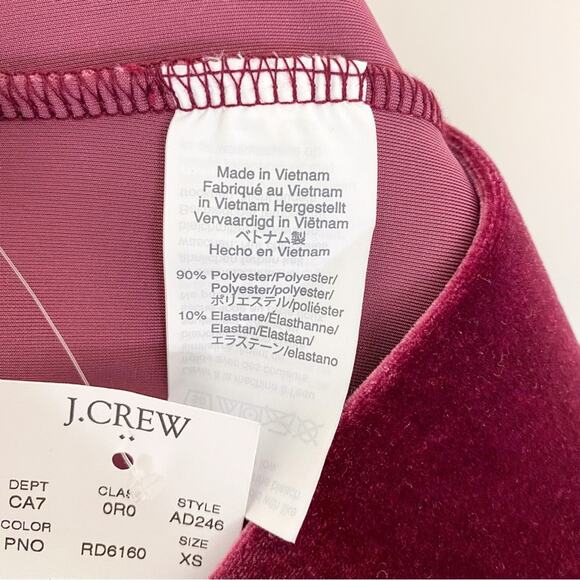 Made in Vietnam
Fabriqué au Vietnam
in Vietnam Hergestellt
Vervaardigd in Viëtnam
ベトナム製
Hecho en Vietnam
90% Polyester/Polyester/
Polyester/polyester/
ポリエステル/poliéster
10% Elastane/Élasthanne/
Elastan/Elastaan/
エラステーン/elastano
J.CREW
DEPT
CA7
0R0
STYLE
AD246
COLOR
PNO
RD6160
SIZE
XS